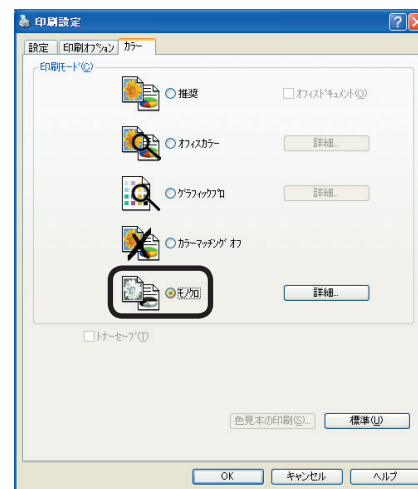 印刷設定
設定 印刷ｵﾌﾟｼｮﾝ ｶﾗｰ
印刷ﾓｰﾄﾞ(C)
推奨 ｵﾌｨｽﾄﾞｷｭﾒﾝﾄ(O)
ｵﾌｨｽｶﾗｰ 詳細...
ｸﾞﾗﾌｨｯｸﾌﾟﾛ 詳細...
ｶﾗｰﾏｯﾁﾝｸﾞ ｵﾌ
ﾓﾉｸﾛ 詳細...
ﾄﾅｰｾｰﾌﾞ(T)
色見本の印刷(S)... 標準(U)
OK ｷｬﾝｾﾙ ﾍﾙﾌﾟ